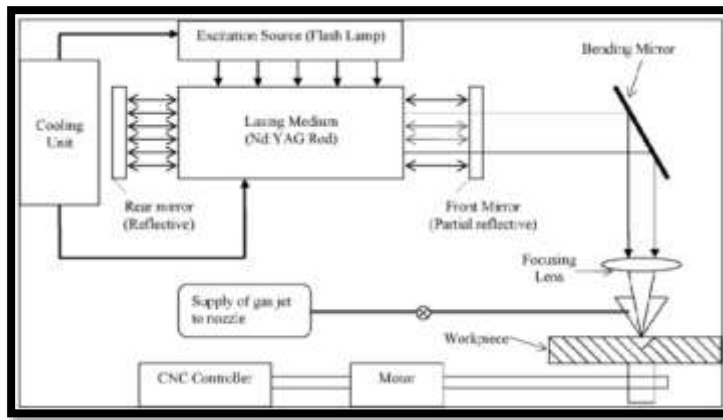 Excitation Source (Flash Lamp)
Bending Mirror
Cooling
Unit
Lasing Medium
(Nd:YAG Rod)
Rear mirror
(Reflective)
Front Mirror
(Partial reflective)
Focusing
Lens
Supply of gas jet
to nozzle
Workpiece
CNC Controller
Motor